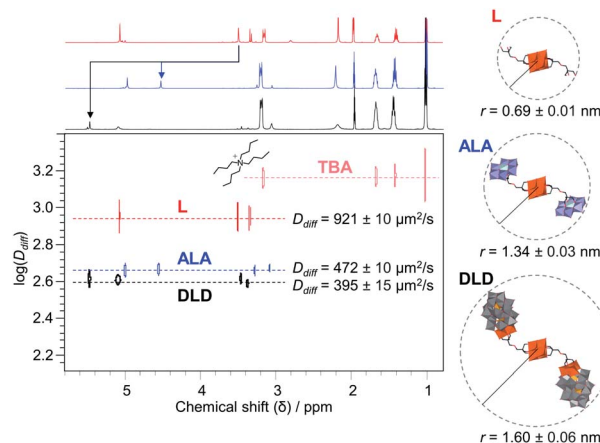 L
r = 0.69 ± 0.01 nm
ALA
r = 1.34 ± 0.03 nm
DLD
r = 1.60 ± 0.06 nm
N
+
TBA
L
D_diff = 921 ± 10 µm²/s
ALA
D_diff = 472 ± 10 µm²/s
DLD
D_diff = 395 ± 15 µm²/s
log(D_diff)
3.2
3.0
2.8
2.6
2.4
2.2
5 4 3 2 1
Chemical shift (δ) / ppm